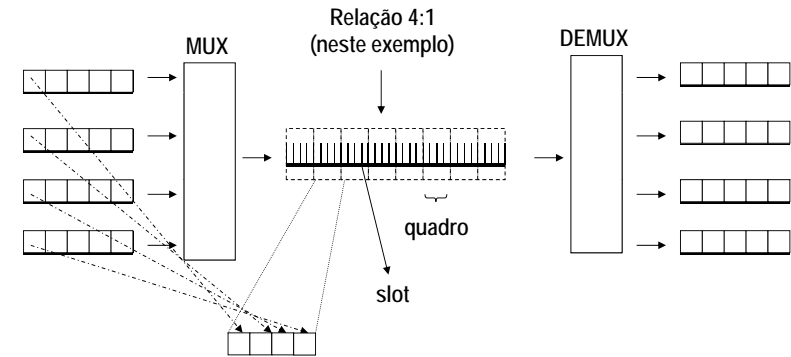 Relação 4:1
(neste exemplo)
MUX
DEMUX
quadro
slot